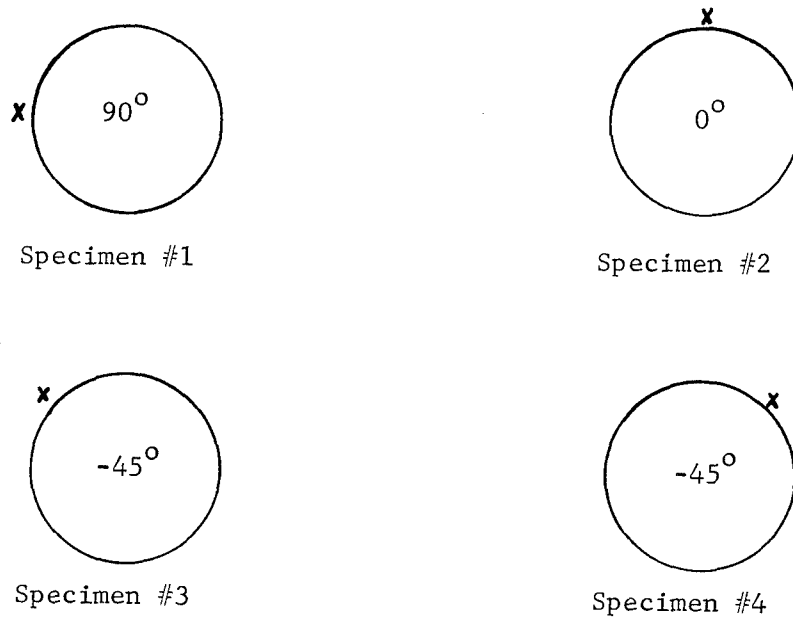 X
90°
X
0°
Specimen #1
Specimen #2
X
-45°
X
-45°
Specimen #3
Specimen #4